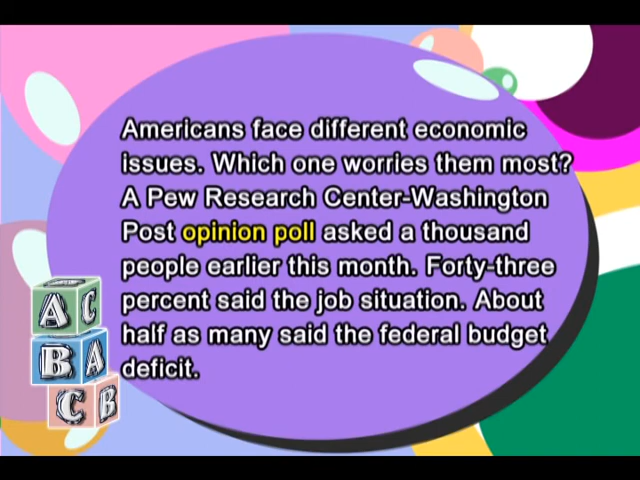 Americans face different economic
issues. Which one worries them most?
A Pew Research Center-Washington
Post opinion poll asked a thousand
people earlier this month. Forty-three
percent said the job situation. About
half as many said the federal budget
deficit.
A C
B A
C B